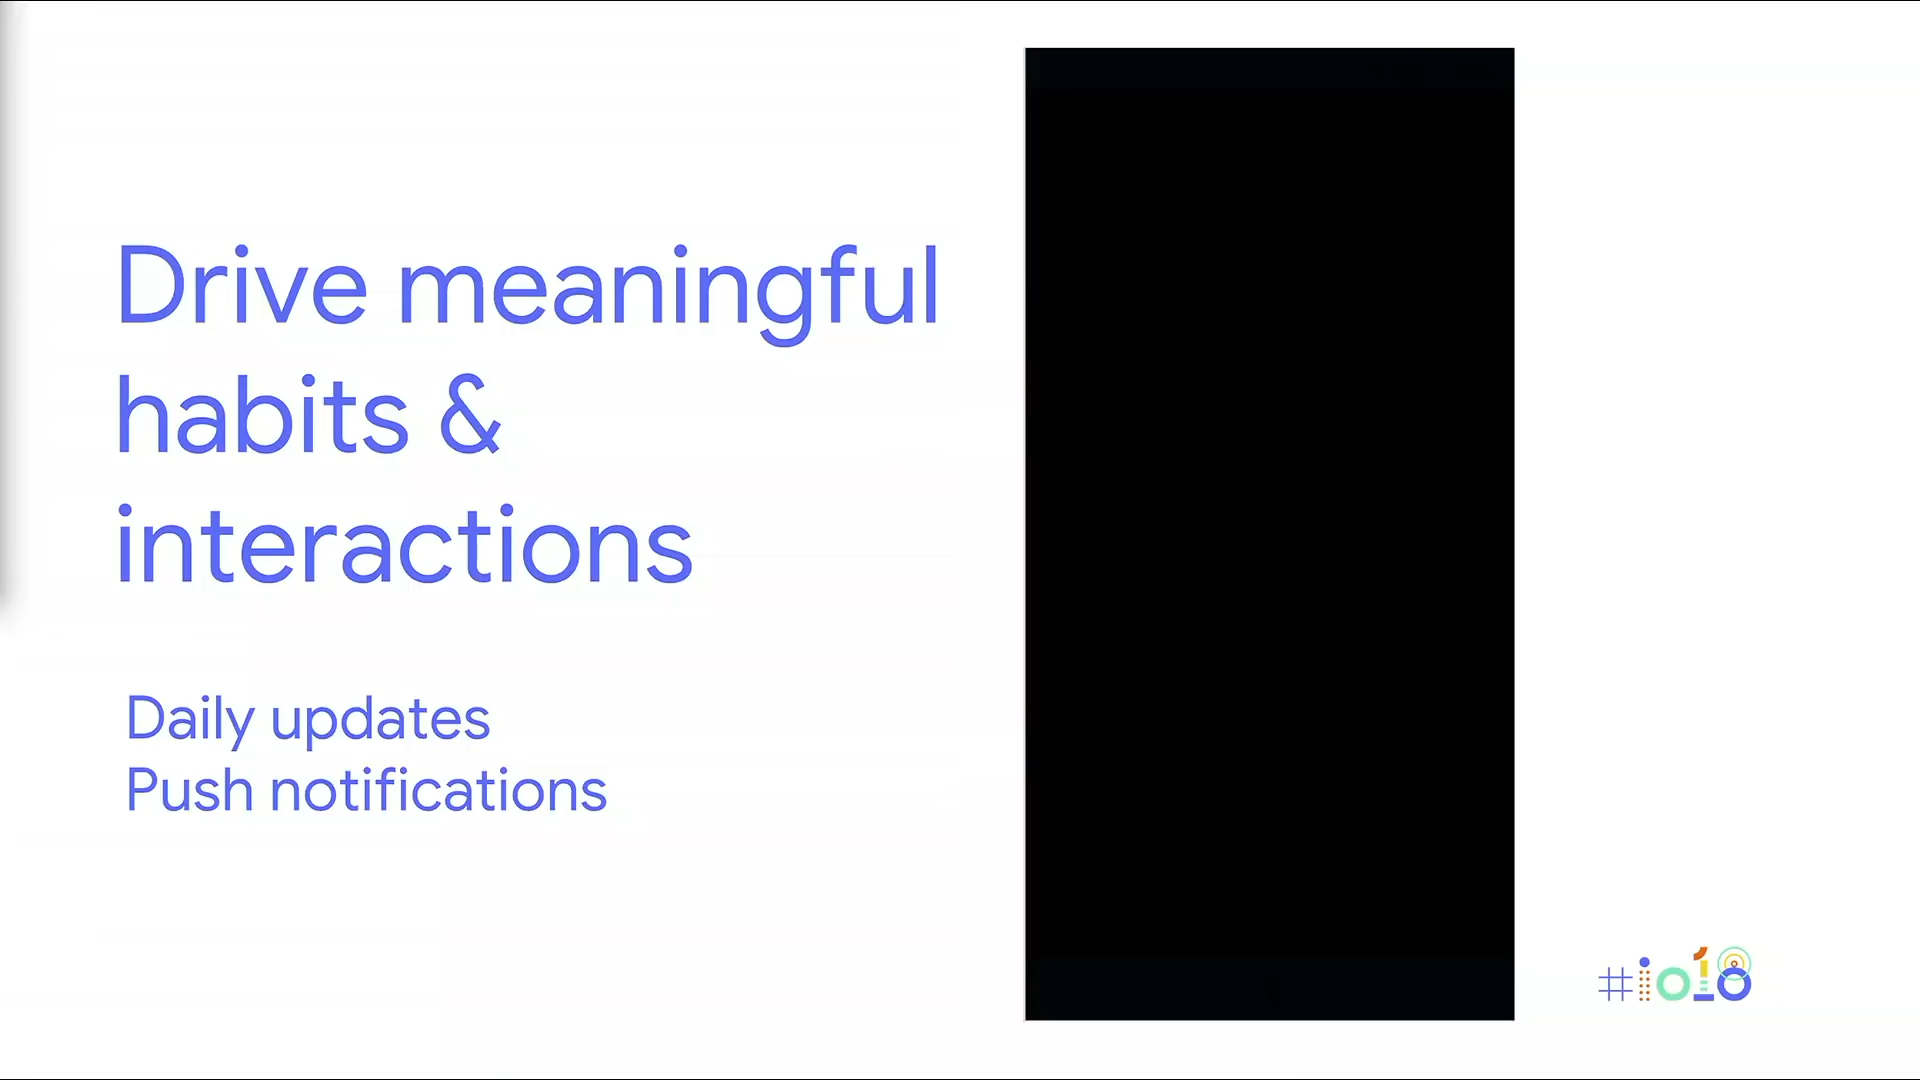 Drive meaningful
habits &
interactions
Daily updates
Push notifications
#io18